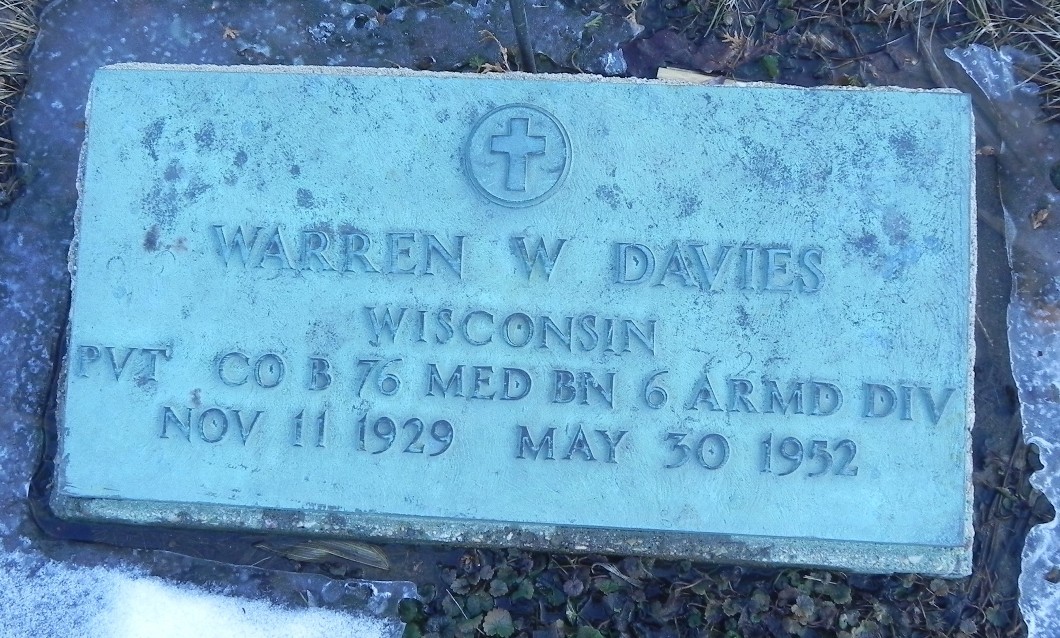 WARREN W DAVIES
WISCONSIN
PVT CO B 76 MED BN 6 ARMD DIV
NOV 11 1929 MAY 30 1952